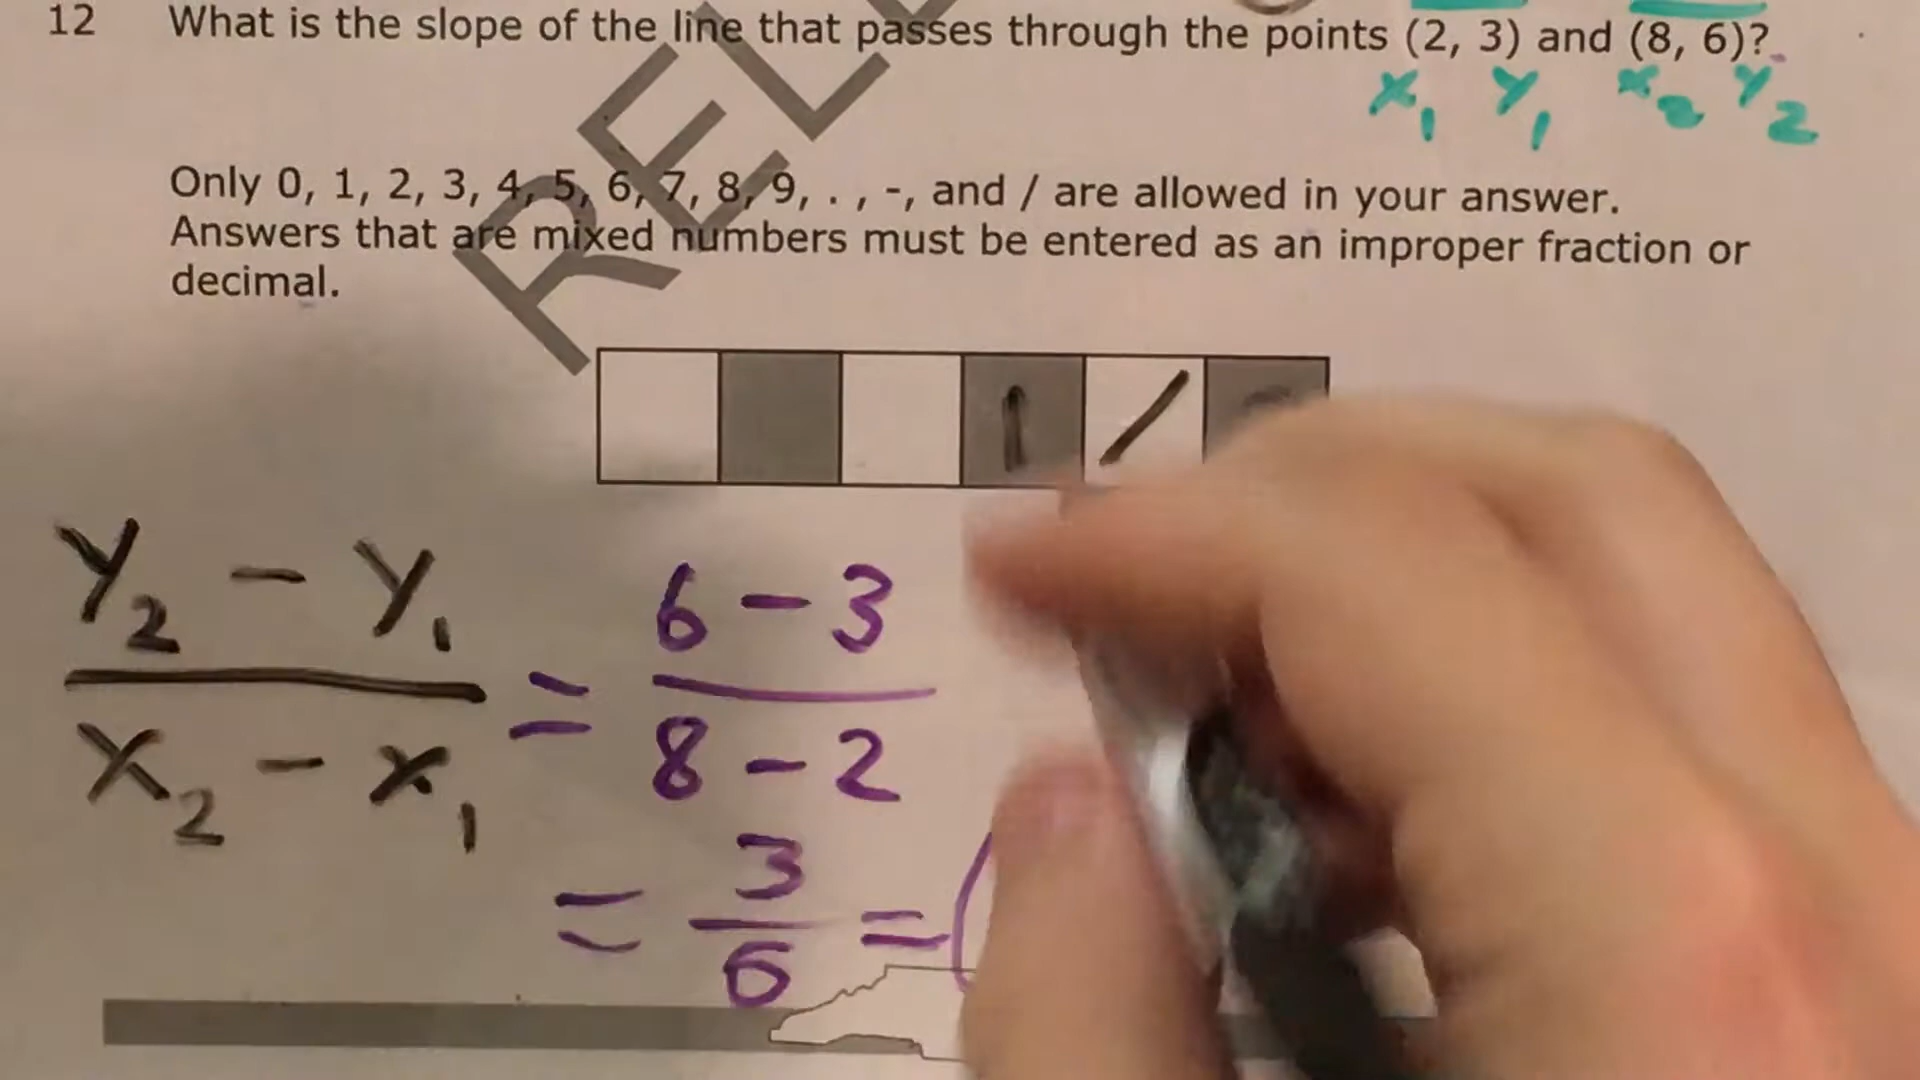 12 What is the slope of the line that passes through the points (2, 3) and (8, 6)?
x₁ y₁ x₂ y₂
Only 0, 1, 2, 3, 4, 5, 6, 7, 8, 9, . , -, and / are allowed in your answer.
Answers that are mixed numbers must be entered as an improper fraction or
decimal.
REL
1 /
y₂ - y₁
x₂ - x₁
= 6 - 3
8 - 2
= 3 =
6